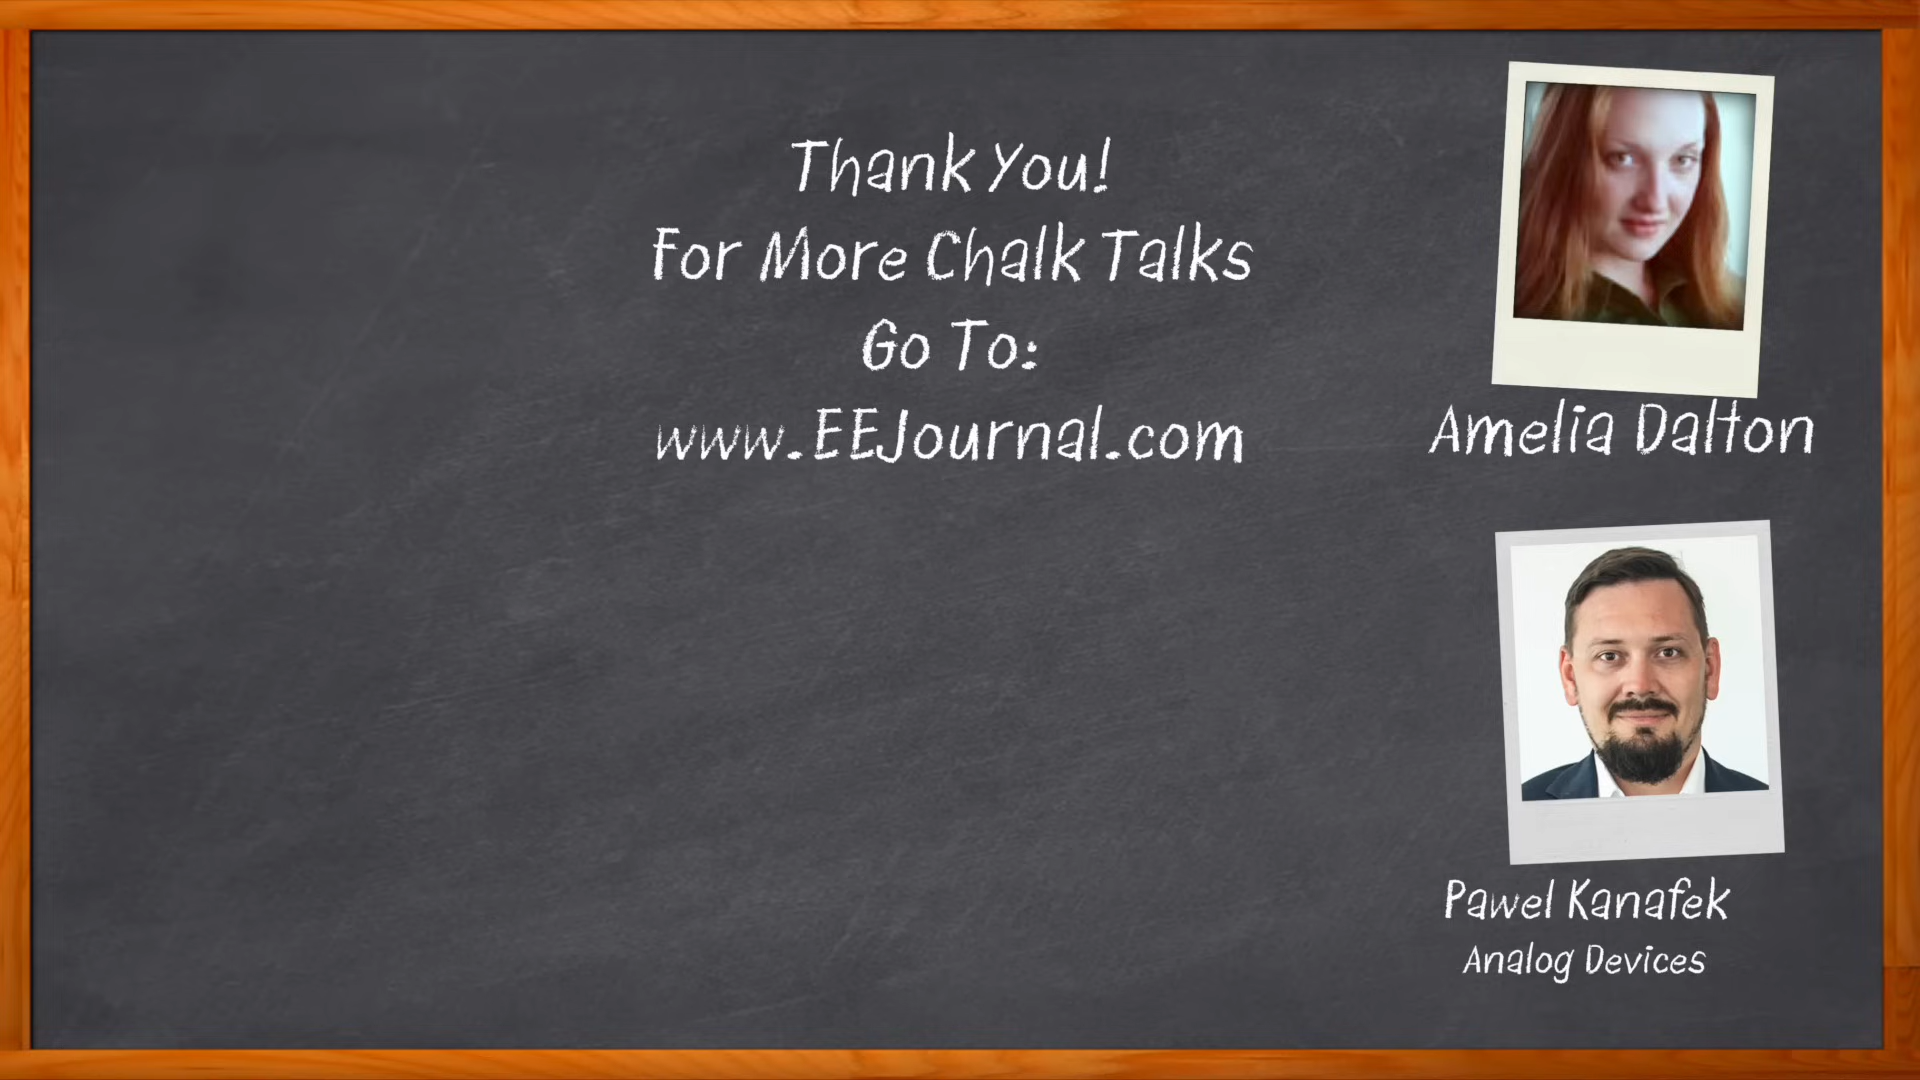 Thank You!
For More Chalk Talks
Go To:
www.EEJournal.com
Amelia Dalton
Pawel Kanafek
Analog Devices